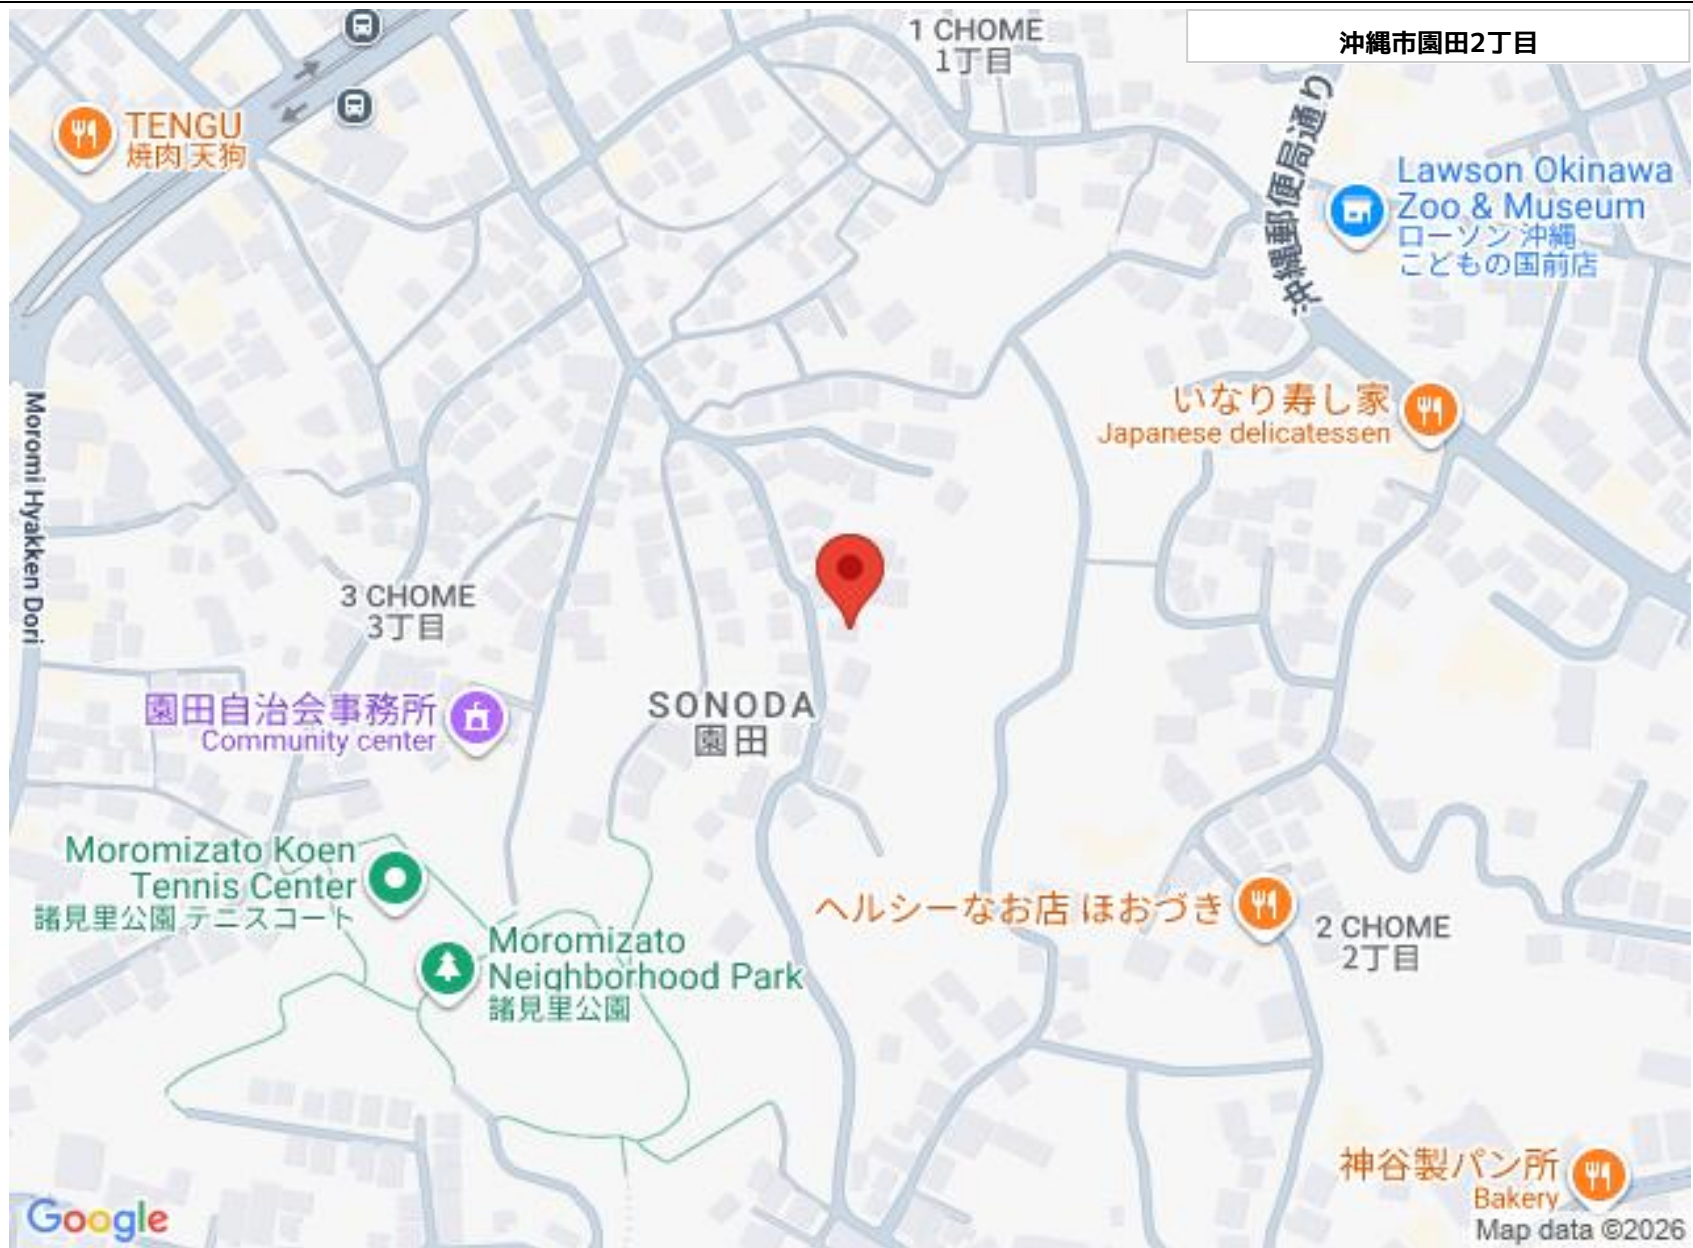 沖縄市園田2丁目
1 CHOME
1丁目
TENGU
焼肉 天狗
沖縄郵便局通り
Lawson Okinawa
Zoo & Museum
ローソン 沖縄
こどもの国前店
いなり寿し家
Japanese delicatessen
Moromi Hyakken Dori
3 CHOME
3丁目
園田自治会事務所
Community center
SONODA
園田
Moromizato Koen
Tennis Center
諸見里公園 テニスコート
ヘルシーなお店 ほおづき
2 CHOME
2丁目
Moromizato
Neighborhood Park
諸見里公園
神谷製パン所
Bakery
Google
Map data ©2026